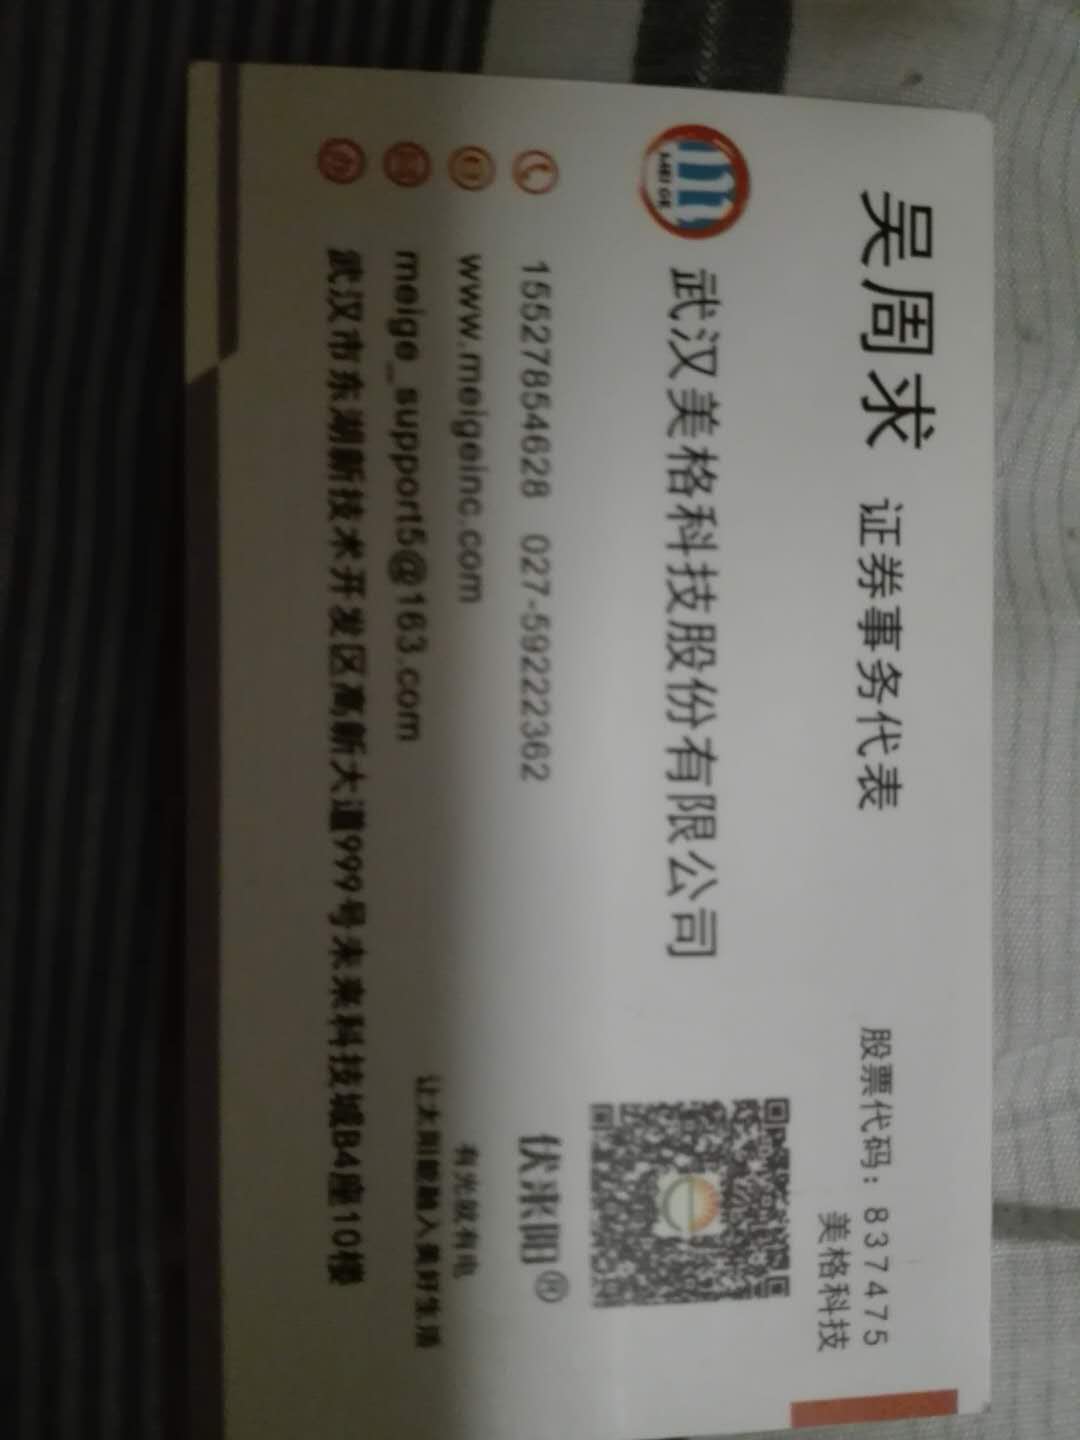 吴周求 证券事务代表
股票代码：837475
美格科技
MEI GE
武汉美格科技股份有限公司
15527854628 027-59222362
www.meigeinc.com
meige_support5@163.com
武汉市东湖新技术开发区高新大道999号未来科技城B4座10楼
伏米阳®
有光就有电
让太阳能融入美好生活